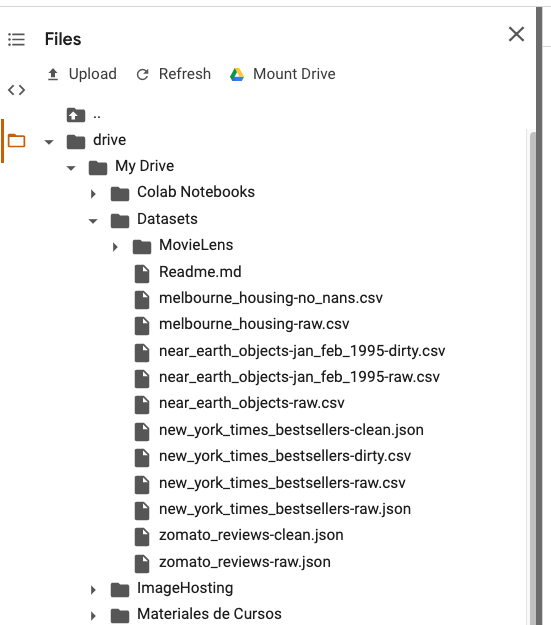 Files
Upload Refresh Mount Drive
..
drive
My Drive
Colab Notebooks
Datasets
MovieLens
Readme.md
melbourne_housing-no_nans.csv
melbourne_housing-raw.csv
near_earth_objects-jan_feb_1995-dirty.csv
near_earth_objects-jan_feb_1995-raw.csv
near_earth_objects-raw.csv
new_york_times_bestsellers-clean.json
new_york_times_bestsellers-dirty.csv
new_york_times_bestsellers-raw.csv
new_york_times_bestsellers-raw.json
zomato_reviews-clean.json
zomato_reviews-raw.json
ImageHosting
Materiales de Cursos